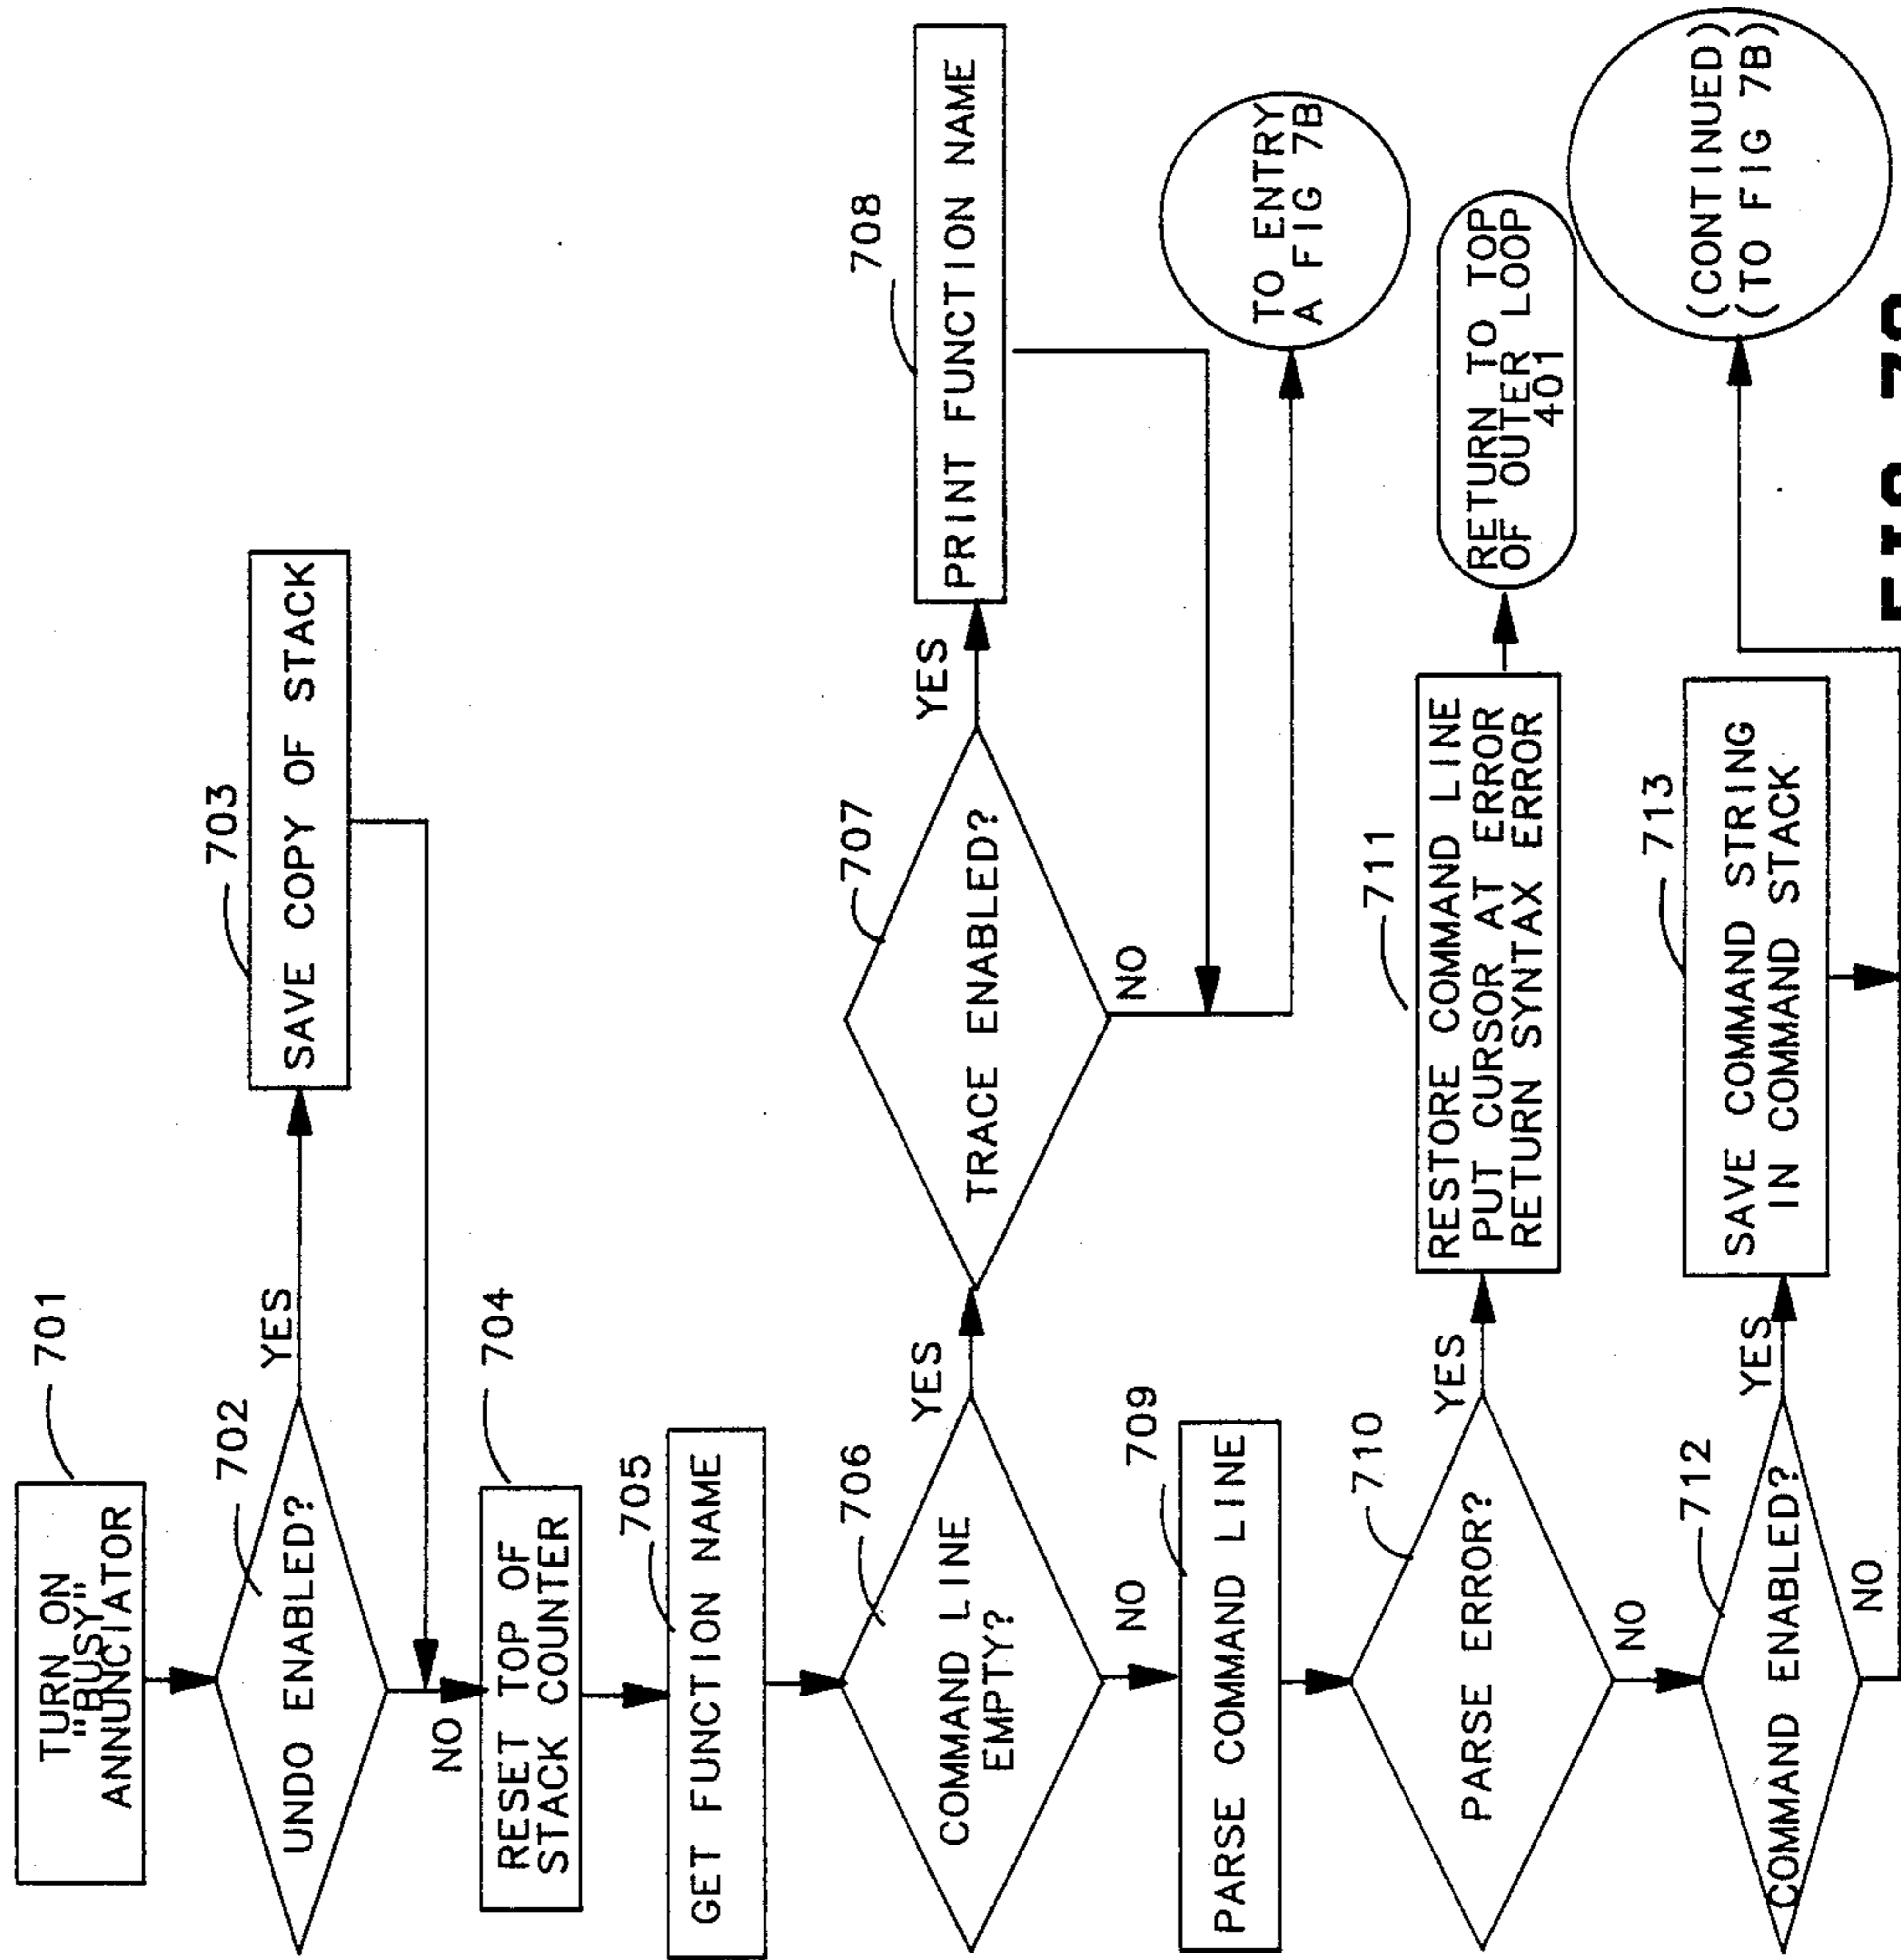 TURN ON
"BUSY"
ANNUNCIATOR
701
UNDO ENABLED?
702
YES
SAVE COPY OF STACK
703
NO
RESET TOP OF
STACK COUNTER
704
GET FUNCTION NAME
705
COMMAND LINE
EMPTY?
706
YES
TRACE ENABLED?
707
YES
PRINT FUNCTION NAME
708
NO
TO ENTRY
A FIG 7B
NO
PARSE COMMAND LINE
709
PARSE ERROR?
710
YES
RESTORE COMMAND LINE
PUT CURSOR AT ERROR
RETURN SYNTAX ERROR
711
RETURN TO TOP
OF OUTER LOOP
401
NO
COMMAND ENABLED?
712
YES
SAVE COMMAND STRING
IN COMMAND STACK
713
NO
(CONTINUED)
(TO FIG 7B)